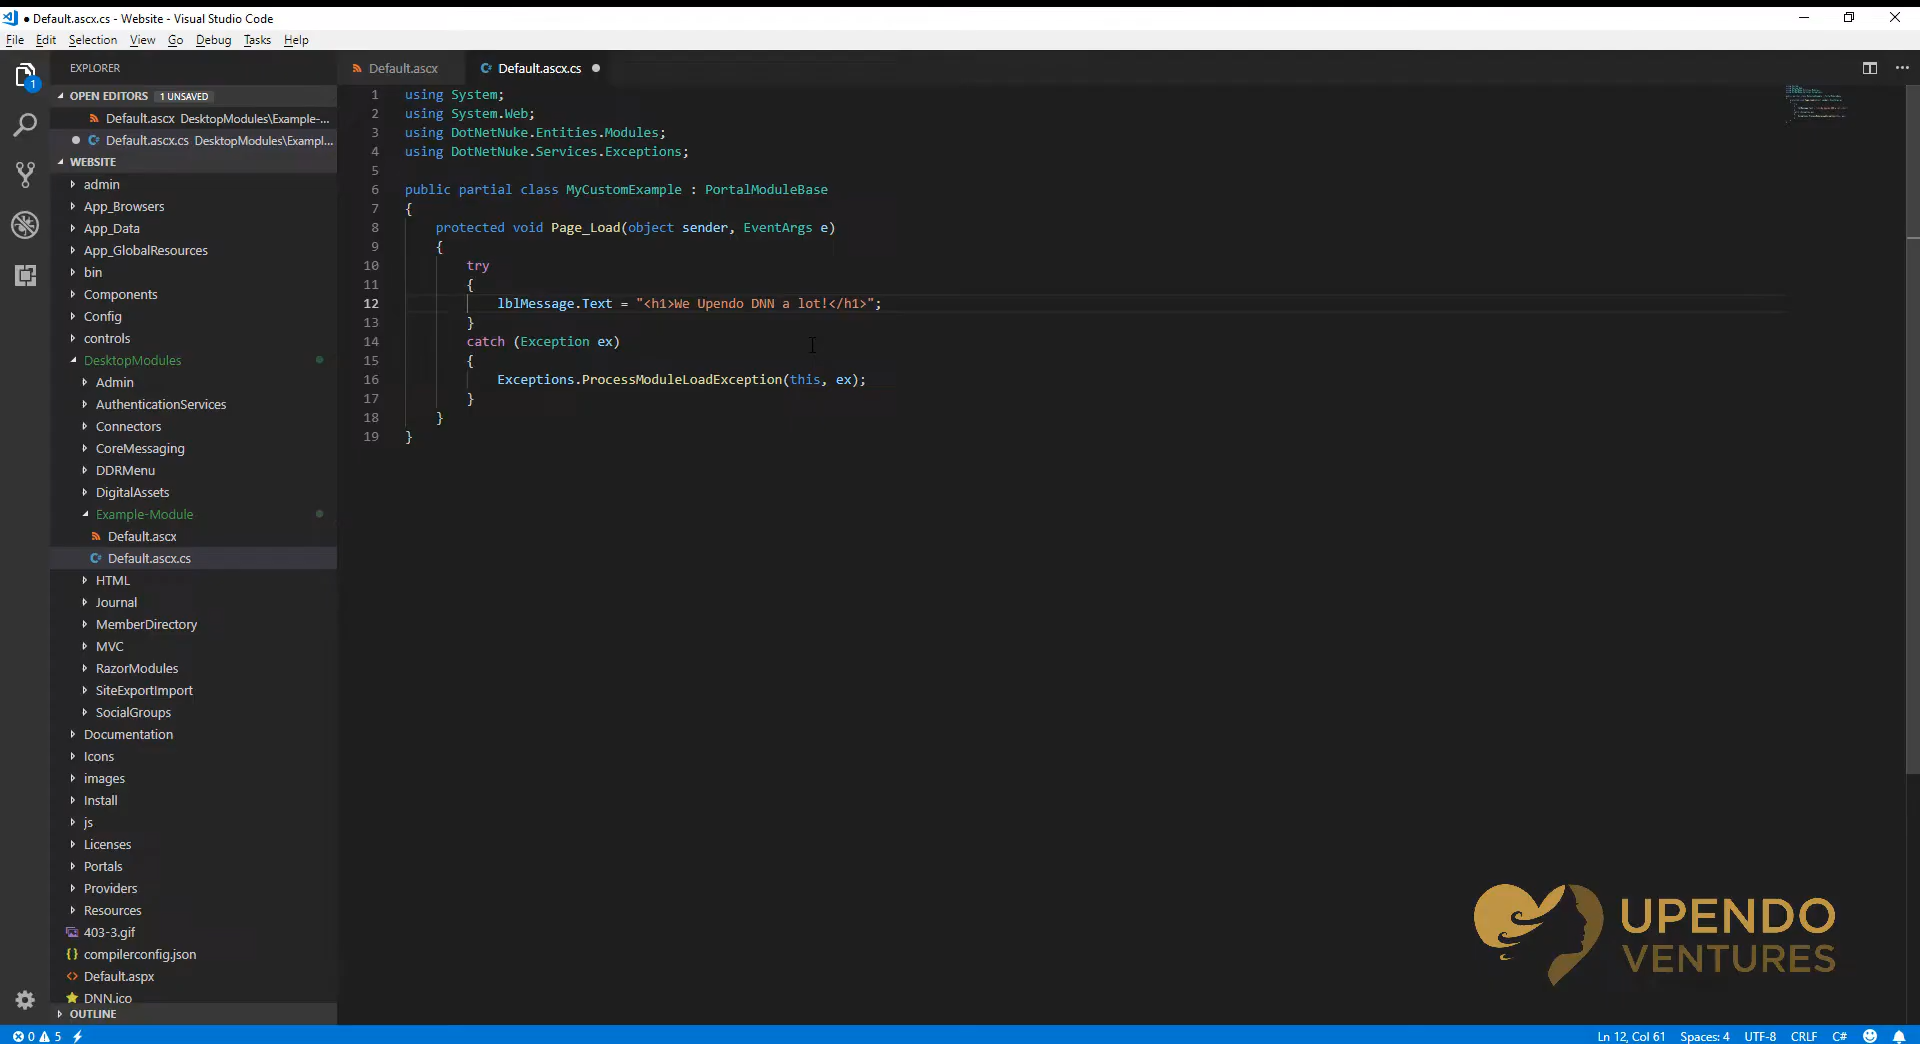 ● Default.ascx.cs - Website - Visual Studio Code
File Edit Selection View Go Debug Tasks Help
EXPLORER
1
OPEN EDITORS 1 UNSAVED
Default.ascx DesktopModules\Example-...
● Default.ascx.cs DesktopModules\Exampl...
WEBSITE
admin
App_Browsers
App_Data
App_GlobalResources
bin
Components
Config
controls
DesktopModules
Admin
AuthenticationServices
Connectors
CoreMessaging
DDRMenu
DigitalAssets
Example-Module
Default.ascx
Default.ascx.cs
HTML
Journal
MemberDirectory
MVC
RazorModules
SiteExportImport
SocialGroups
Documentation
Icons
images
Install
js
Licenses
Portals
Providers
Resources
403-3.gif
{} compilerconfig.json
<> Default.aspx
DNN.ico
OUTLINE
Default.ascx
Default.ascx.cs ●
1 using System;
2 using System.Web;
3 using DotNetNuke.Entities.Modules;
4 using DotNetNuke.Services.Exceptions;
5
6 public partial class MyCustomExample : PortalModuleBase
7 {
8 protected void Page_Load(object sender, EventArgs e)
9 {
10 try
11 {
12 lblMessage.Text = "<h1>We Upendo DNN a lot!</h1>";
13 }
14 catch (Exception ex)
15 {
16 Exceptions.ProcessModuleLoadException(this, ex);
17 }
18 }
19 }
UPENDO
VENTURES
0 5
Ln 12, Col 61 Spaces: 4 UTF-8 CRLF C#